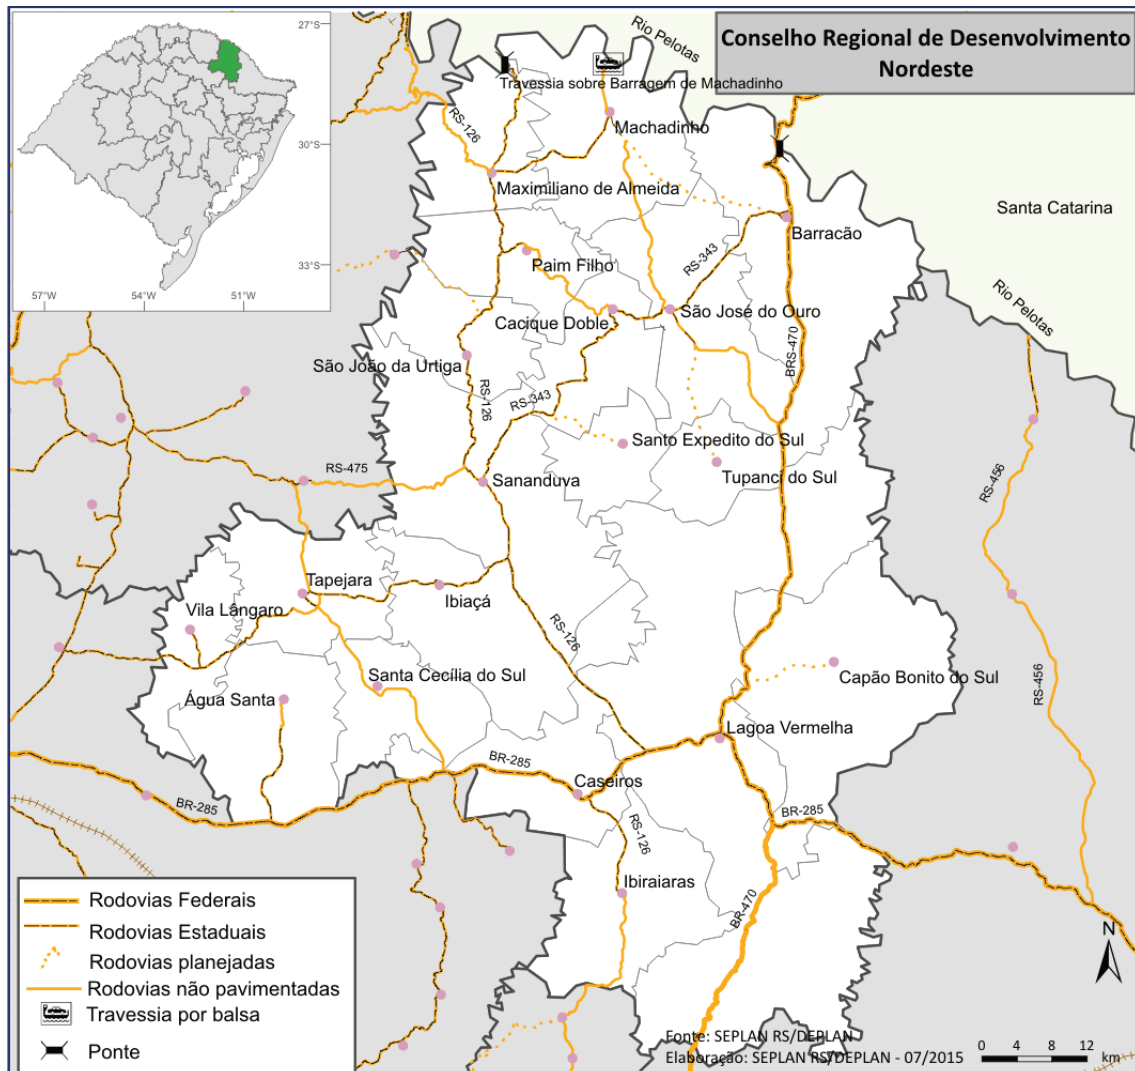 Conselho Regional de Desenvolvimento
Nordeste
27°S
30°S
33°S
57°W
54°W
51°W
Rio Pelotas
Travessia sobre Barragem de Machadinho
Machadinho
RS-126
Maximiliano de Almeida
Santa Catarina
Barracão
RS-343
Paim Filho
Rio Pelotas
São José do Ouro
Cacique Doble
BRS-470
São João da Urtiga
RS-126
RS-343
Santo Expedito do Sul
Tupanci do Sul
RS-475
Sananduva
RS-456
Tapejara
Ibiaçá
Vila Lângaro
RS-126
Santa Cecília do Sul
Capão Bonito do Sul
RS-456
Água Santa
Lagoa Vermelha
BR-285
Caseiros
BR-285
BR-285
RS-126
Ibiraiaras
BR-470
N
Rodovias Federais
Rodovias Estaduais
Rodovias planejadas
Rodovias não pavimentadas
Travessia por balsa
Ponte
Fonte: SEPLAN RS/DEPLAN
Elaboração: SEPLAN RS/DEPLAN - 07/2015
0 4 8 12 km